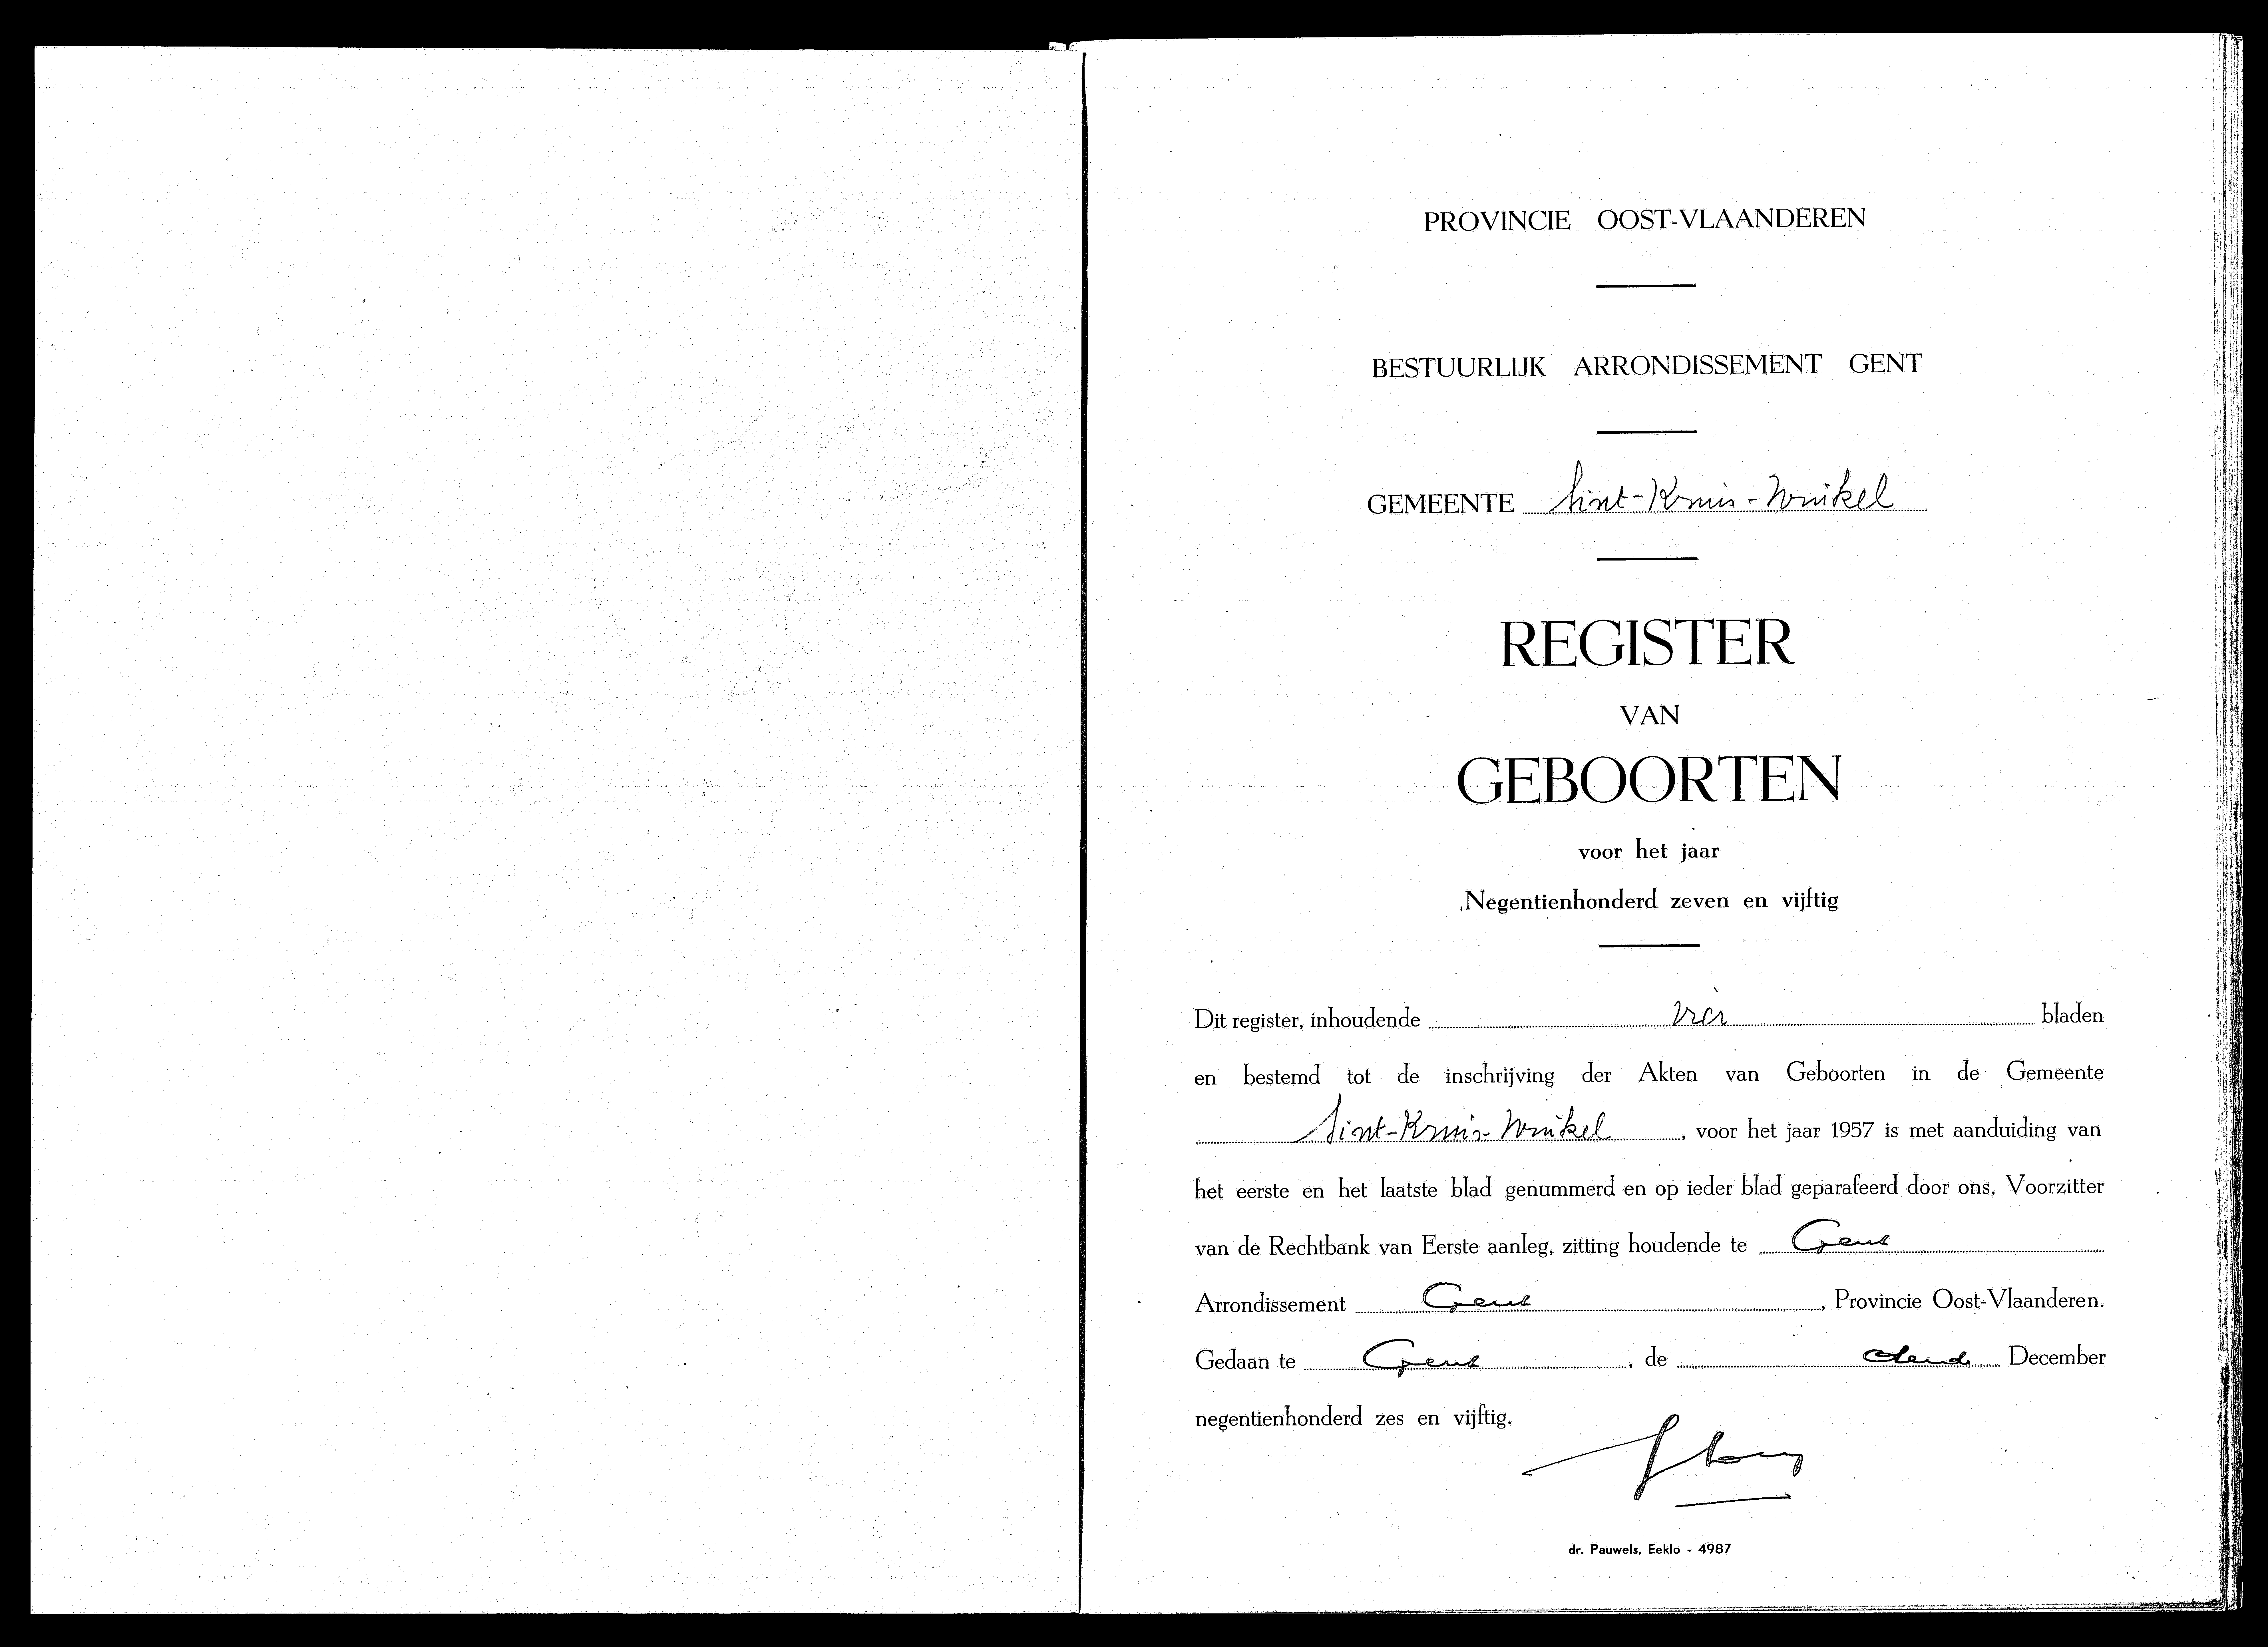 PROVINCIE OOST-VLAANDEREN
BESTUURLIJK ARRONDISSEMENT GENT
GEMEENTE Sint-Kruis-Winkel
REGISTER
VAN
GEBOORTEN
voor het jaar
Negentienhonderd zeven en vijftig
Dit register, inhoudende vier bladen
en bestemd tot de inschrijving der Akten van Geboorten in de Gemeente
Sint-Kruis-Winkel, voor het jaar 1957 is met aanduiding van
het eerste en het laatste blad genummerd en op ieder blad geparafeerd door ons, Voorzitter
van de Rechtbank van Eerste aanleg, zitting houdende te Gent
Arrondissement Gent, Provincie Oost-Vlaanderen.
Gedaan te Gent, de December
negentienhonderd zes en vijftig.
dr. Pauwels, Eeklo - 4987